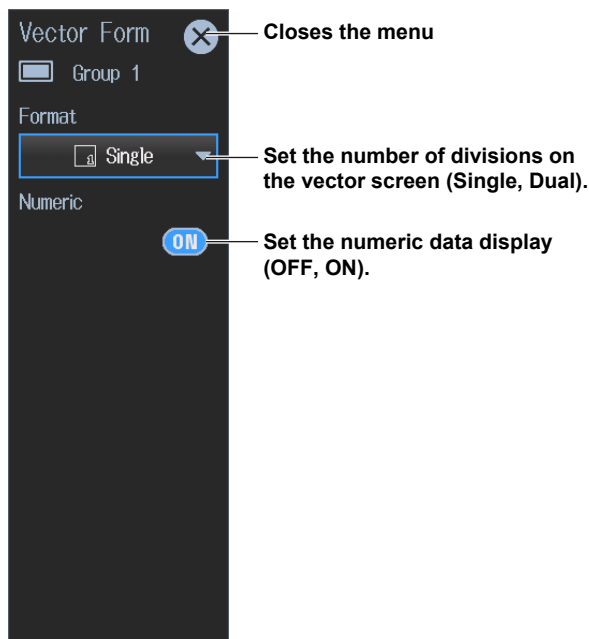 Vector Form
Closes the menu
Group 1
Format
Single
Set the number of divisions on
the vector screen (Single, Dual).
Numeric
ON
Set the numeric data display
(OFF, ON).